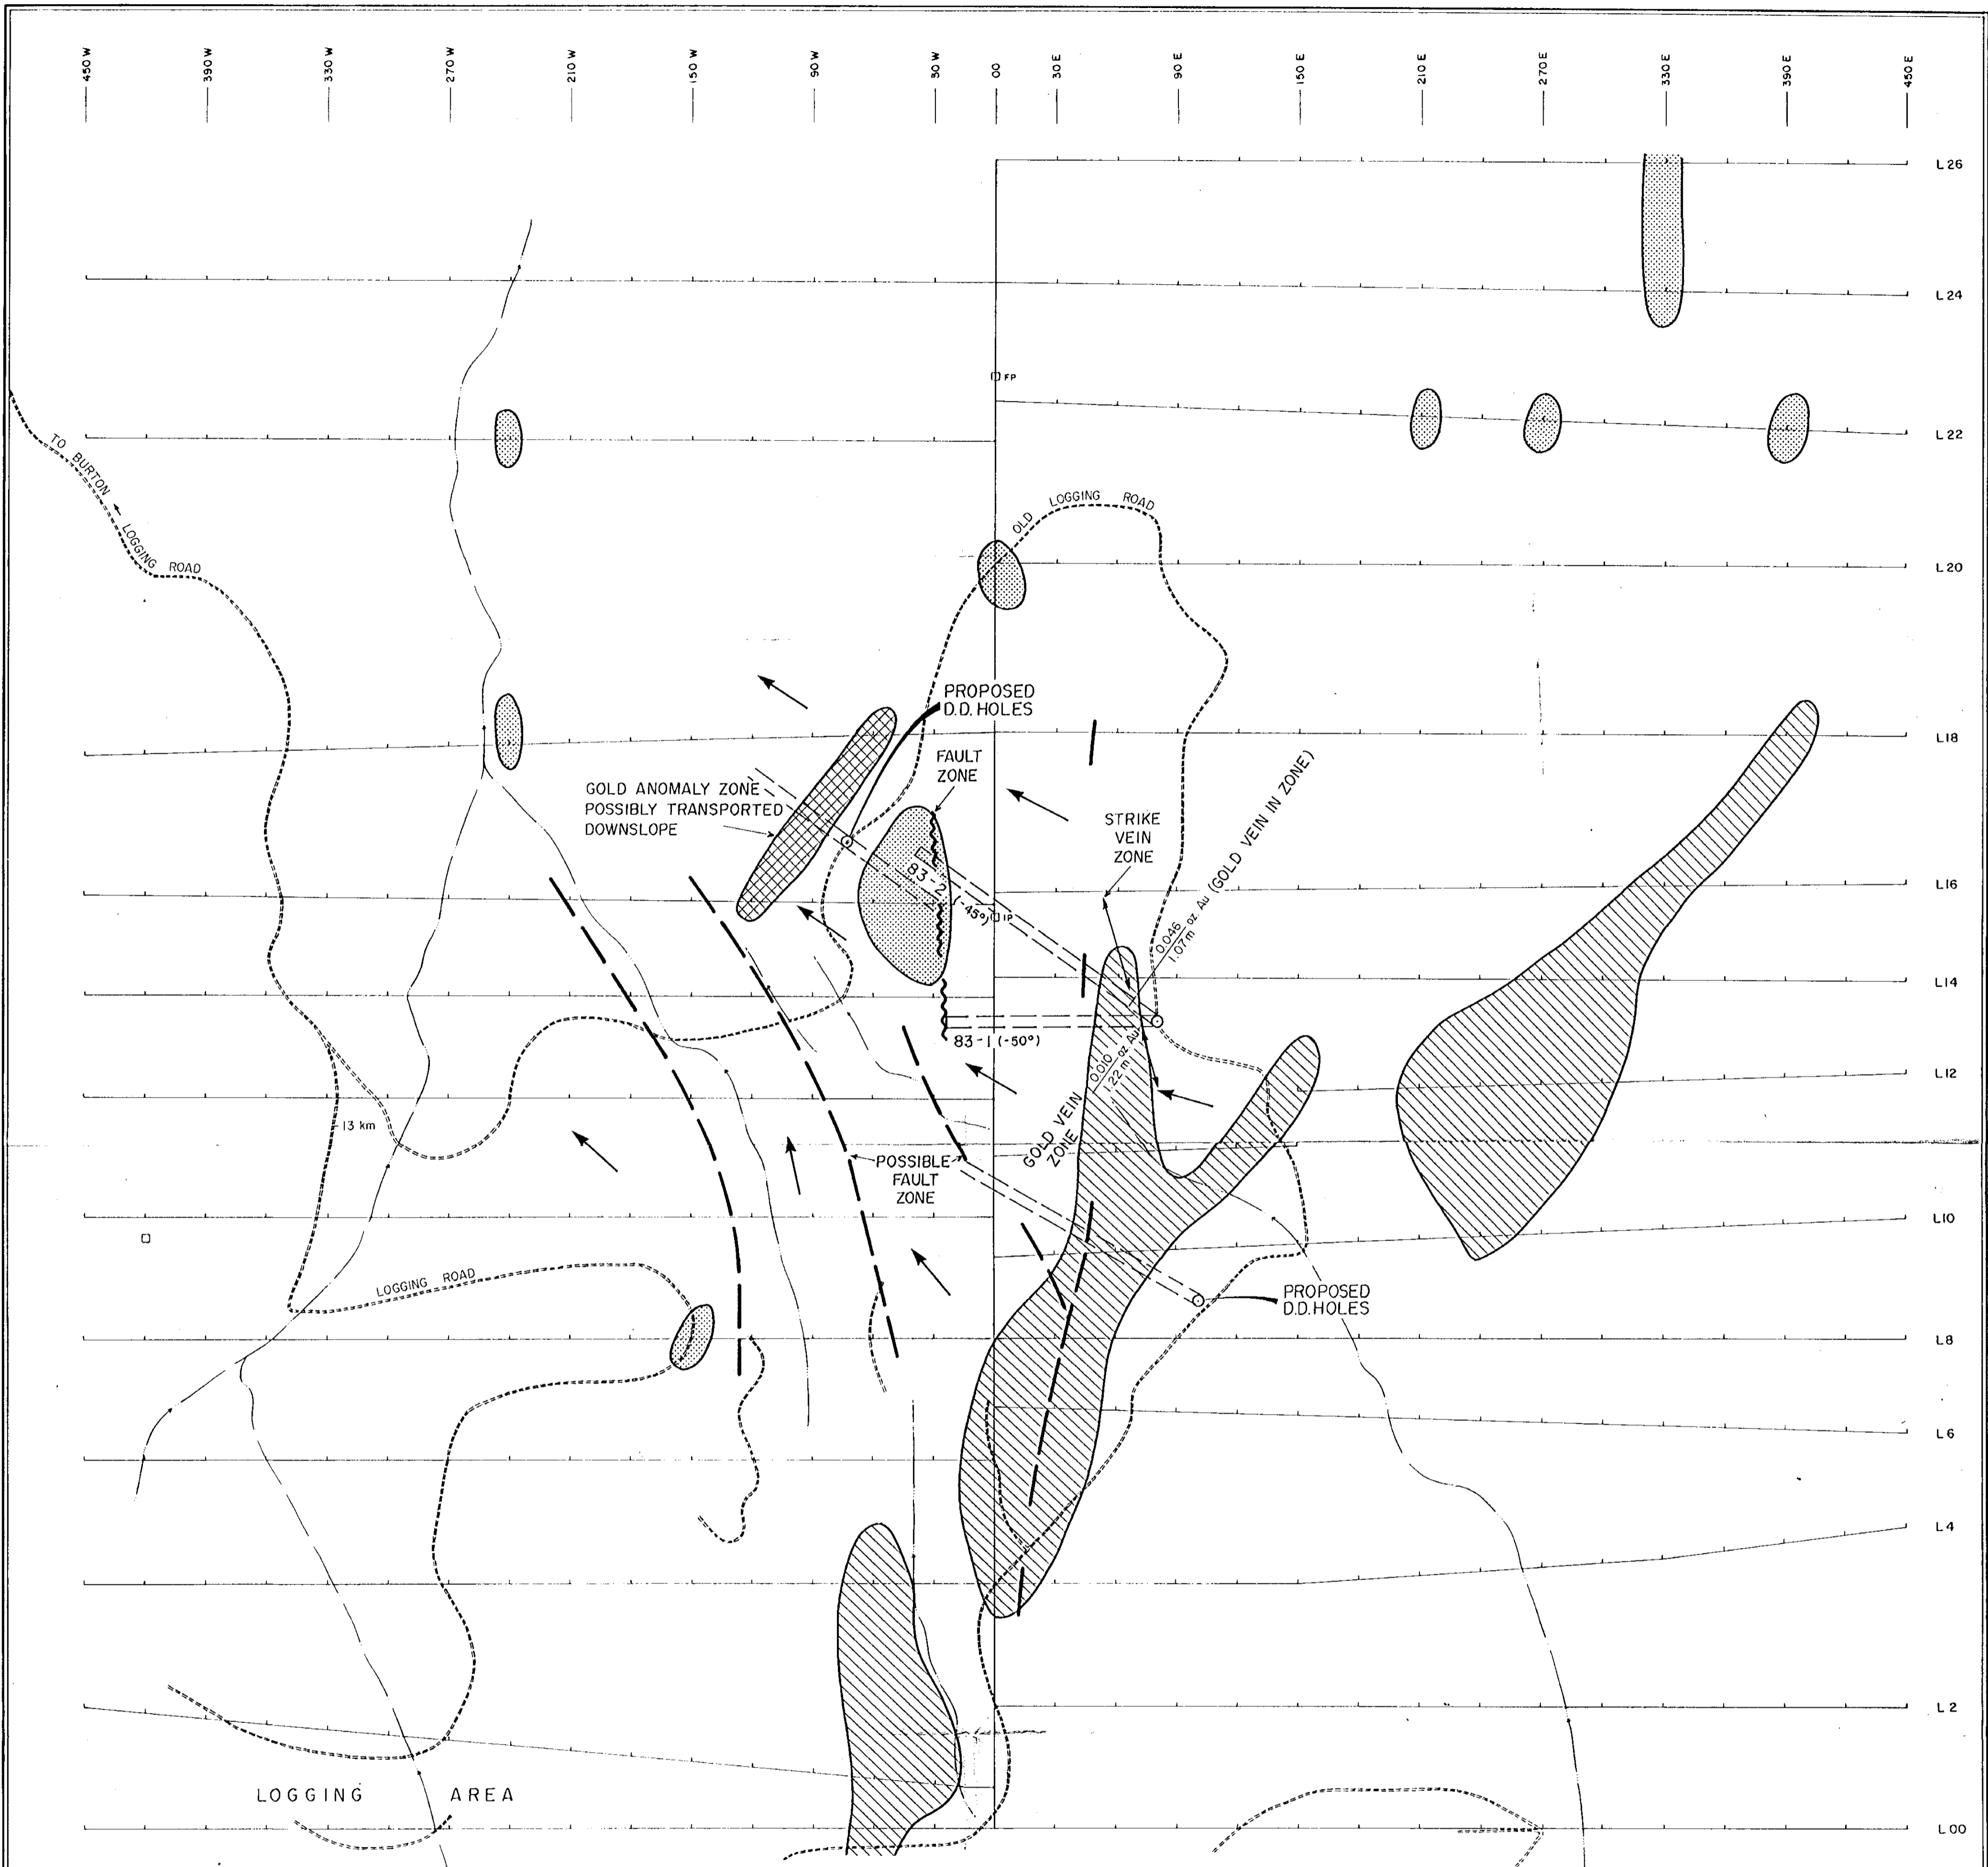 450 W
390 W
330 W
270 W
210 W
150 W
90 W
30 W
00
30 E
90 E
150 E
210 E
270 E
330 E
390 E
450 E
L 26
L 24
FP
L 22
TO
BURTON
LOGGING
ROAD
OLD LOGGING ROAD
L 20
PROPOSED
D.D. HOLES
L 18
FAULT
ZONE
GOLD ANOMALY ZONE
POSSIBLY TRANSPORTED
DOWNSLOPE
STRIKE
VEIN
ZONE
0.046 oz Au (GOLD VEIN IN ZONE)
1.07m
83-2
(-45°)
IP
L 16
L 14
83-1 (-50°)
0.010 oz Au
1.22 m
L 12
13 km
GOLD VEIN
ZONE
POSSIBLE
FAULT
ZONE
L 10
LOGGING ROAD
PROPOSED
D.D. HOLES
L 8
L 6
L 4
L 2
LOGGING AREA
L 00